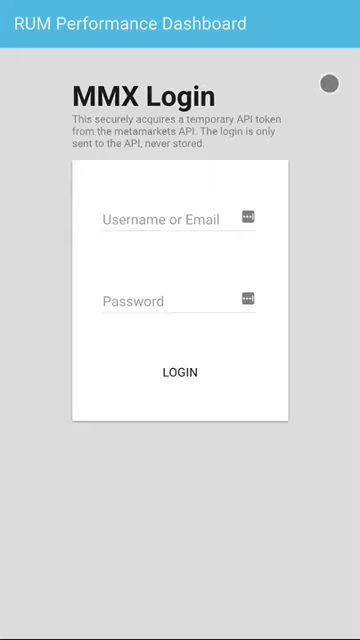 RUM Performance Dashboard
MMX Login
This securely acquires a temporary API token
from the metamarkets API. The login is only
sent to the API, never stored.
Username or Email
Password
LOGIN